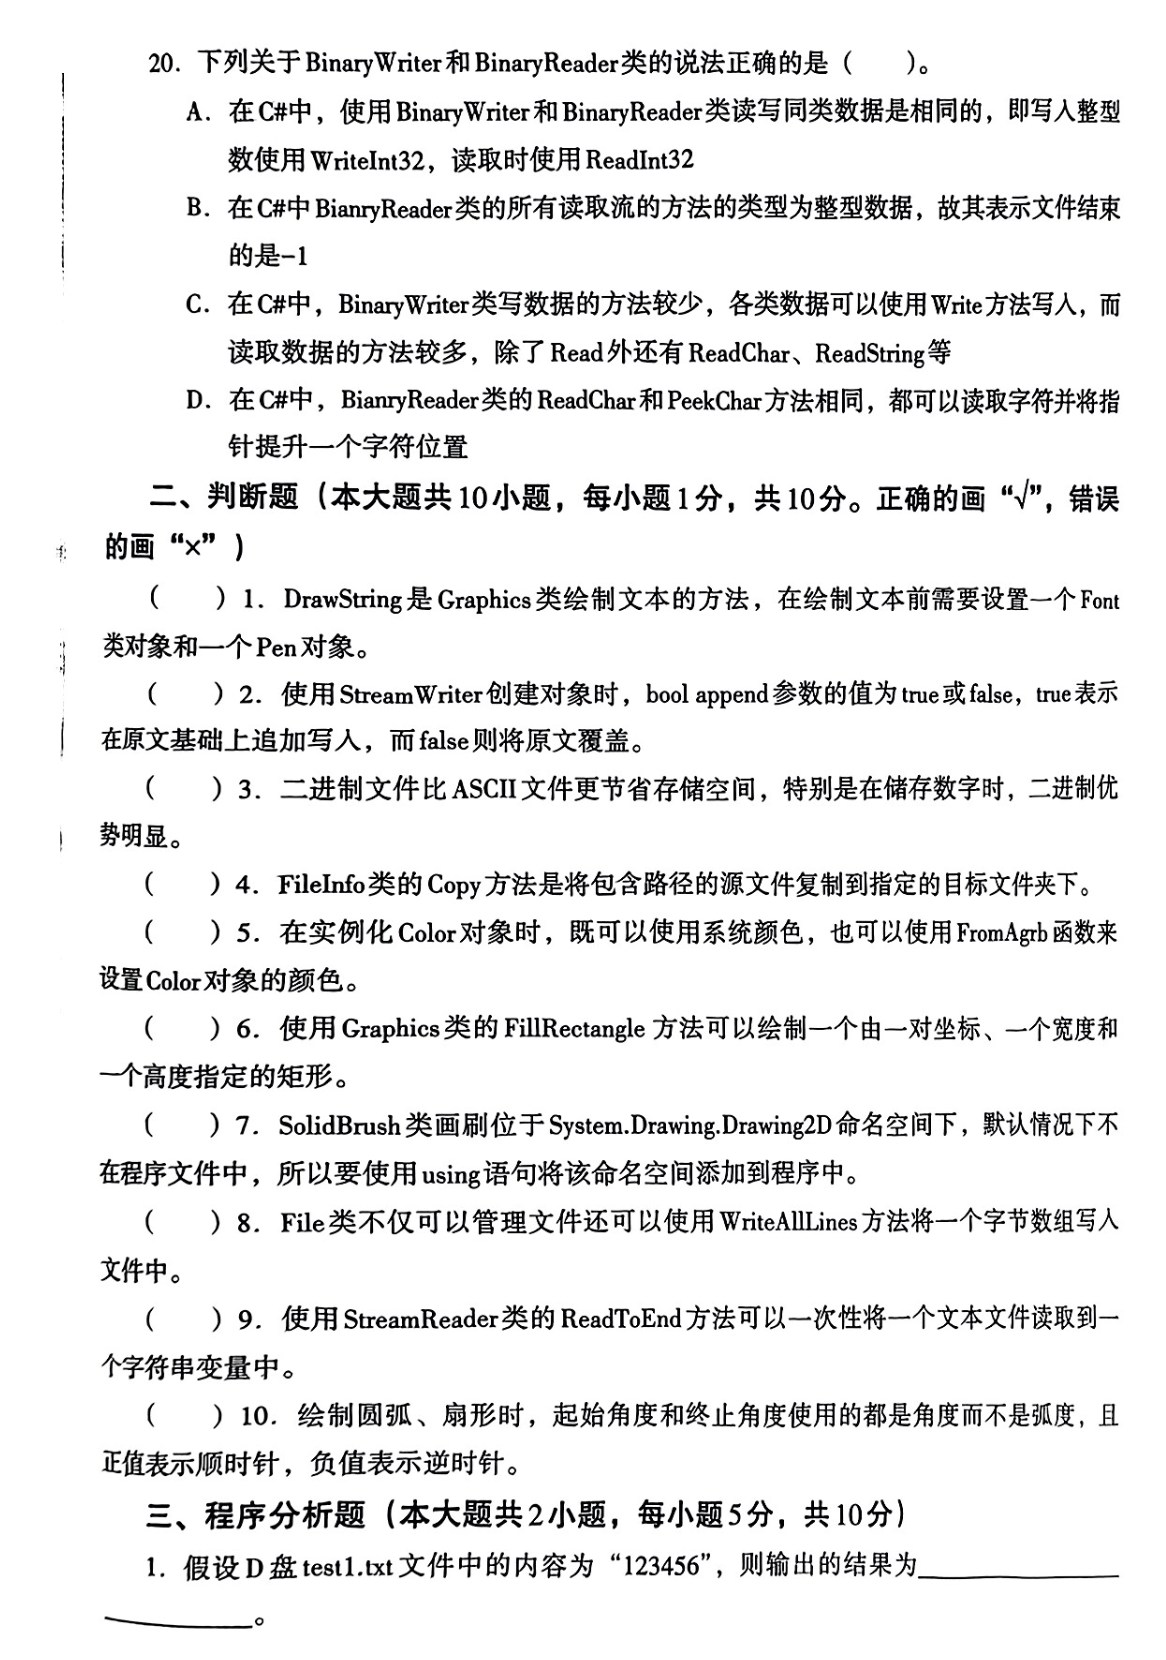 20. 下列关于BinaryWriter和BinaryReader类的说法正确的是（　　）。
A. 在C#中，使用BinaryWriter和BinaryReader类读写同类数据是相同的，即写入整型
数使用WriteInt32，读取时使用ReadInt32
B. 在C#中BianryReader类的所有读取流的方法的类型为整型数据，故其表示文件结束
的是-1
C. 在C#中，BinaryWriter类写数据的方法较少，各类数据可以使用Write方法写入，而
读取数据的方法较多，除了Read外还有ReadChar、ReadString等
D. 在C#中，BianryReader类的ReadChar和PeekChar方法相同，都可以读取字符并将指
针提升一个字符位置
二、判断题（本大题共10小题，每小题1分，共10分。正确的画“√”，错误
的画“×”）
（　　）1. DrawString是Graphics类绘制文本的方法，在绘制文本前需要设置一个Font
类对象和一个Pen对象。
（　　）2. 使用StreamWriter创建对象时，bool append参数的值为true或false，true表示
在原文基础上追加写入，而false则将原文覆盖。
（　　）3. 二进制文件比ASCII文件更节省存储空间，特别是在储存数字时，二进制优
势明显。
（　　）4. FileInfo类的Copy方法是将包含路径的源文件复制到指定的目标文件夹下。
（　　）5. 在实例化Color对象时，既可以使用系统颜色，也可以使用FromAgrb函数来
设置Color对象的颜色。
（　　）6. 使用Graphics类的FillRectangle 方法可以绘制一个由一对坐标、一个宽度和
一个高度指定的矩形。
（　　）7. SolidBrush类画刷位于System.Drawing.Drawing2D命名空间下，默认情况下不
在程序文件中，所以要使用using语句将该命名空间添加到程序中。
（　　）8. File类不仅可以管理文件还可以使用WriteAllLines方法将一个字节数组写入
文件中。
（　　）9. 使用StreamReader类的ReadToEnd方法可以一次性将一个文本文件读取到一
个字符串变量中。
（　　）10. 绘制圆弧、扇形时，起始角度和终止角度使用的都是角度而不是弧度，且
正值表示顺时针，负值表示逆时针。
三、程序分析题（本大题共2小题，每小题5分，共10分）
1. 假设D盘test1.txt文件中的内容为“123456”，则输出的结果为____________
__________。